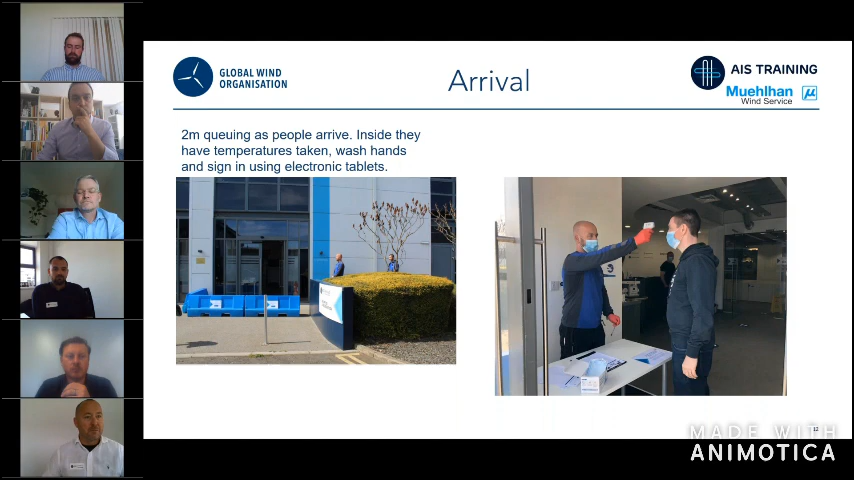 GLOBAL WIND
ORGANISATION
Arrival
AIS TRAINING
Muehlhan
Wind Service
2m queuing as people arrive. Inside they
have temperatures taken, wash hands
and sign in using electronic tablets.
12
MADE WITH
ANIMOTICA